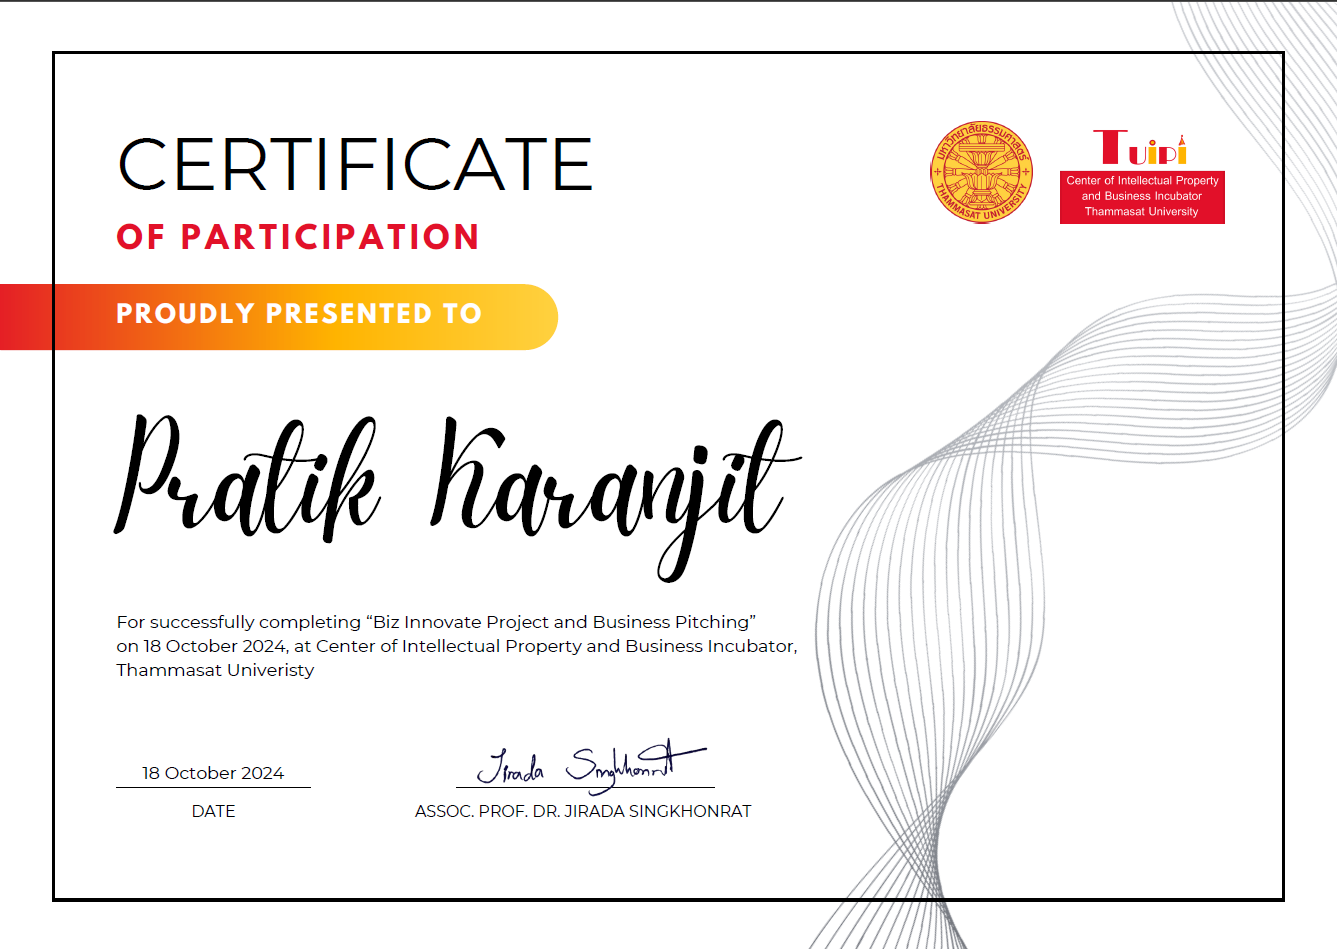 CERTIFICATE
OF PARTICIPATION
PROUDLY PRESENTED TO
มหาวิทยาลัยธรรมศาสตร์
THAMMASAT UNIVERSITY
Tuipi
Center of Intellectual Property
and Business Incubator
Thammasat University
Pratik Karanjit
For successfully completing “Biz Innovate Project and Business Pitching”
on 18 October 2024, at Center of Intellectual Property and Business Incubator,
Thammasat Univeristy
18 October 2024
DATE
Jirada Singkhonrat
ASSOC. PROF. DR. JIRADA SINGKHONRAT